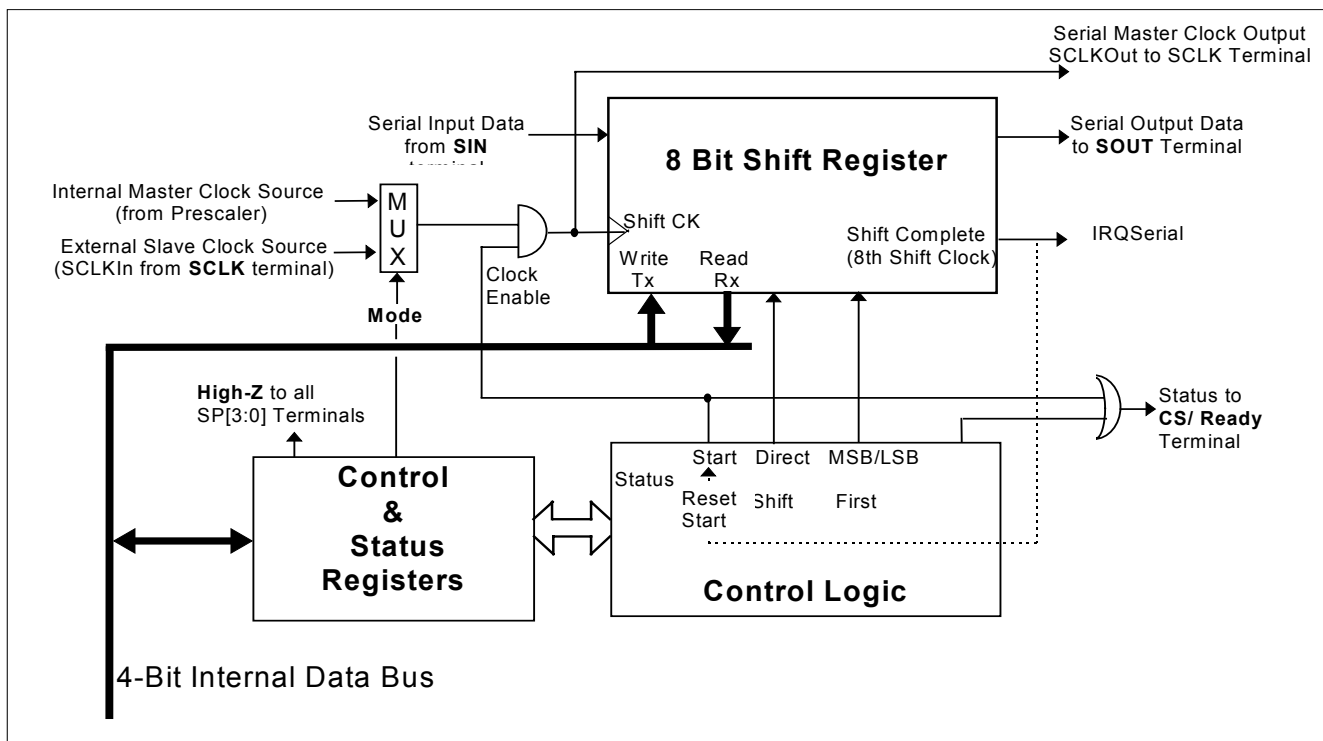 Serial Master Clock Output
SCLKOut to SCLK Terminal
Serial Input Data
from SIN
terminal
Serial Output Data
to SOUT Terminal
8 Bit Shift Register
Internal Master Clock Source
(from Prescaler)
External Slave Clock Source
(SCLKIn from SCLK terminal)
M
U
X
Mode
Clock
Enable
Shift CK
Write
Tx
Read
Rx
Shift Complete
(8th Shift Clock)
IRQSerial
High-Z to all
SP[3:0] Terminals
Status to
CS/ Ready
Terminal
Control
&
Status
Registers
Status
Start
Direct
MSB/LSB
Reset
Start
Shift
First
Control Logic
4-Bit Internal Data Bus